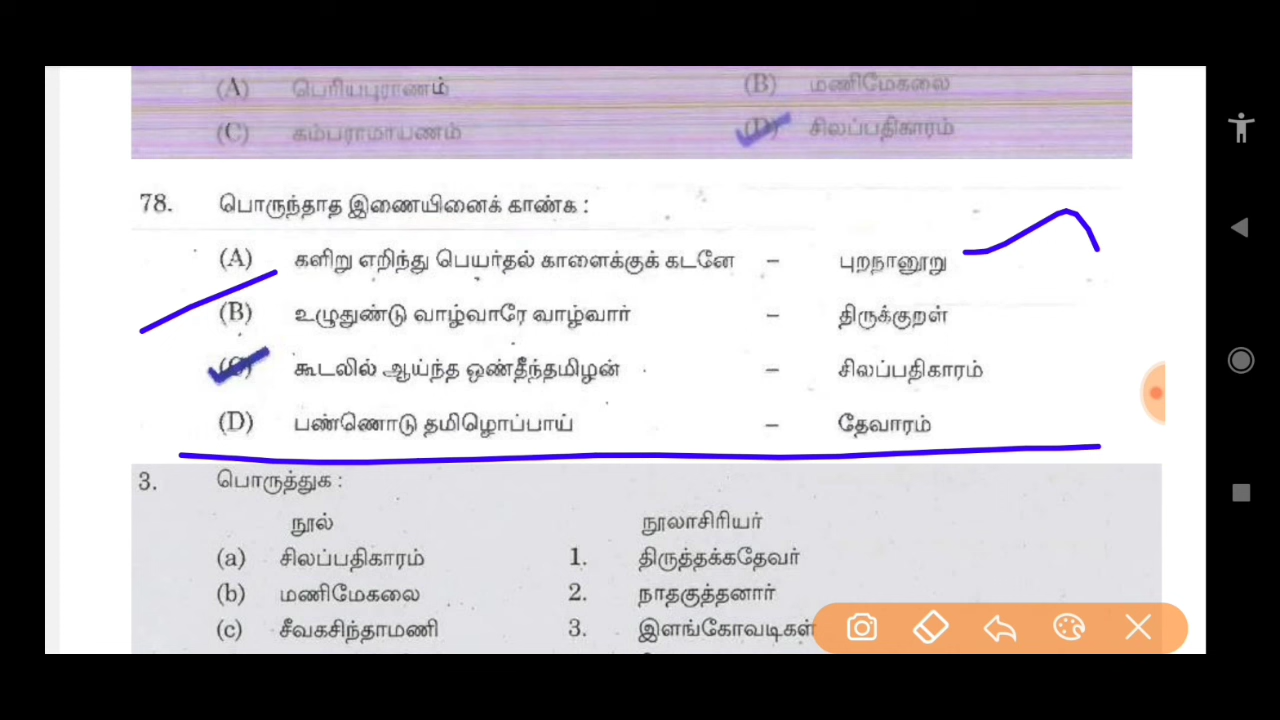 (A) பெரியபுராணம் (B) மணிமேகலை
(C) கம்பராமாயணம் (D) சிலப்பதிகாரம்
78. பொருந்தாத இணையினைக் காண்க :
(A) களிறு எறிந்து பெயர்தல் காளைக்குக் கடனே – புறநானூறு
(B) உழுதுண்டு வாழ்வாரே வாழ்வார் – திருக்குறள்
(C) கூடலில் ஆய்ந்த ஒண்தீந்தமிழன் – சிலப்பதிகாரம்
(D) பண்ணொடு தமிழொப்பாய் – தேவாரம்
3. பொருத்துக :
நூல் நூலாசிரியர்
(a) சிலப்பதிகாரம் 1. திருத்தக்கதேவர்
(b) மணிமேகலை 2. நாதகுத்தனார்
(c) சீவகசிந்தாமணி 3. இளங்கோவடிகள்